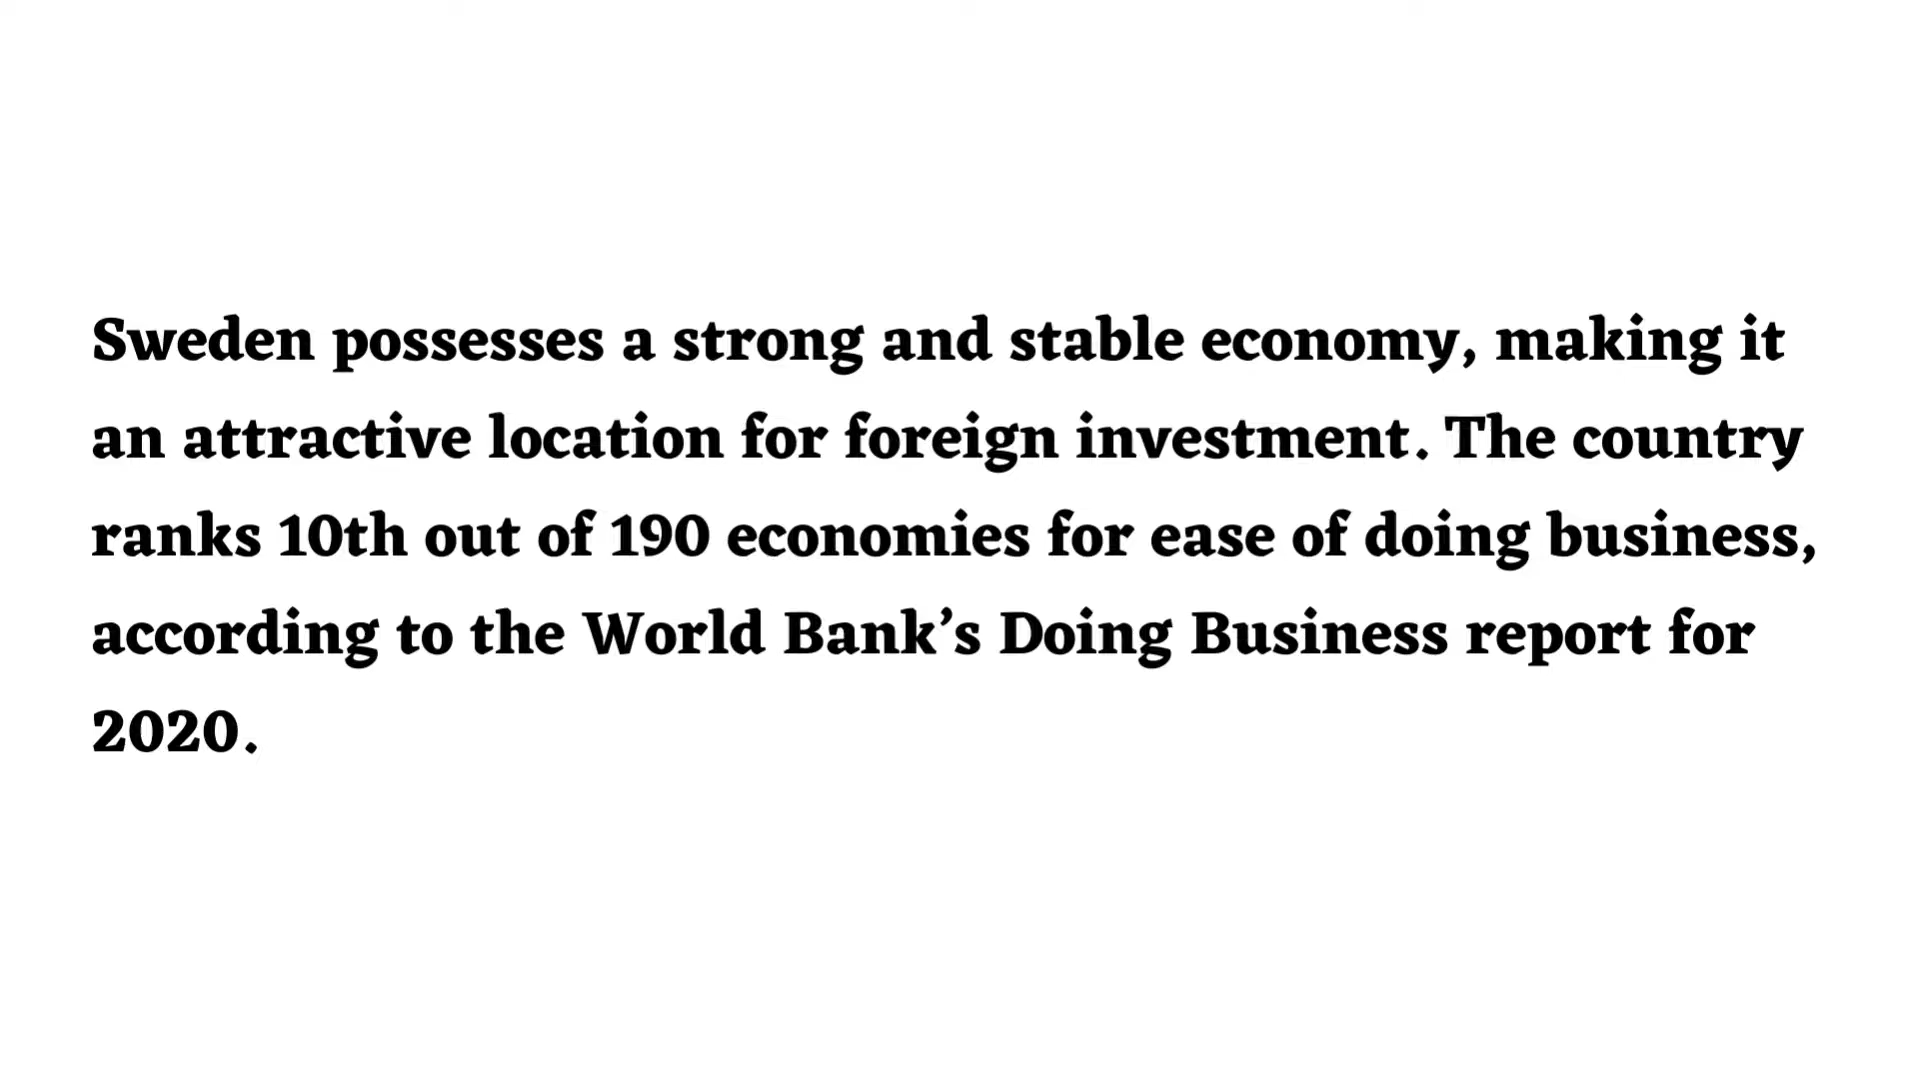 Sweden possesses a strong and stable economy, making it
an attractive location for foreign investment. The country
ranks 10th out of 190 economies for ease of doing business,
according to the World Bank’s Doing Business report for
2020.